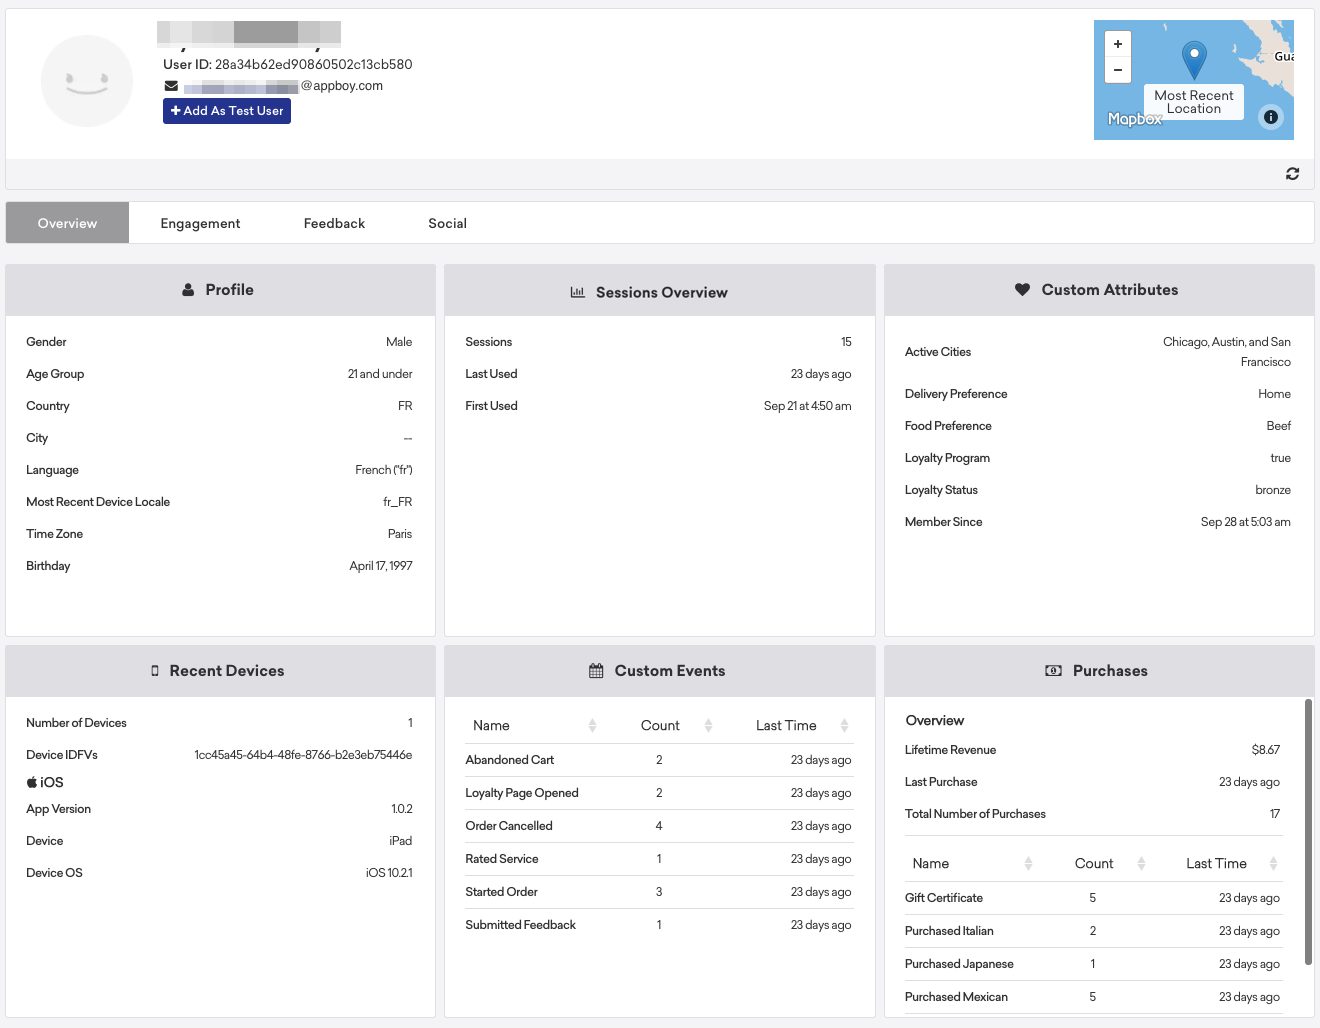 User ID: 28a34b62ed90860502c13cb580
@appboy.com
+ Add As Test User
+
−
Gua
Most Recent
Location
Mapbox
Overview Engagement Feedback Social
Profile
Gender Male
Age Group 21 and under
Country FR
City --
Language French ("fr")
Most Recent Device Locale fr_FR
Time Zone Paris
Birthday April 17, 1997
Sessions Overview
Sessions 15
Last Used 23 days ago
First Used Sep 21 at 4:50 am
Custom Attributes
Active Cities Chicago, Austin, and San
Francisco
Delivery Preference Home
Food Preference Beef
Loyalty Program true
Loyalty Status bronze
Member Since Sep 28 at 5:03 am
Recent Devices
Number of Devices 1
Device IDFVs 1cc45a45-64b4-48fe-8766-b2e3eb75446e
iOS
App Version 1.0.2
Device iPad
Device OS iOS 10.2.1
Custom Events
Name Count Last Time
Abandoned Cart 2 23 days ago
Loyalty Page Opened 2 23 days ago
Order Cancelled 4 23 days ago
Rated Service 1 23 days ago
Started Order 3 23 days ago
Submitted Feedback 1 23 days ago
Purchases
Overview
Lifetime Revenue $8.67
Last Purchase 23 days ago
Total Number of Purchases 17
Name Count Last Time
Gift Certificate 5 23 days ago
Purchased Italian 2 23 days ago
Purchased Japanese 1 23 days ago
Purchased Mexican 5 23 days ago